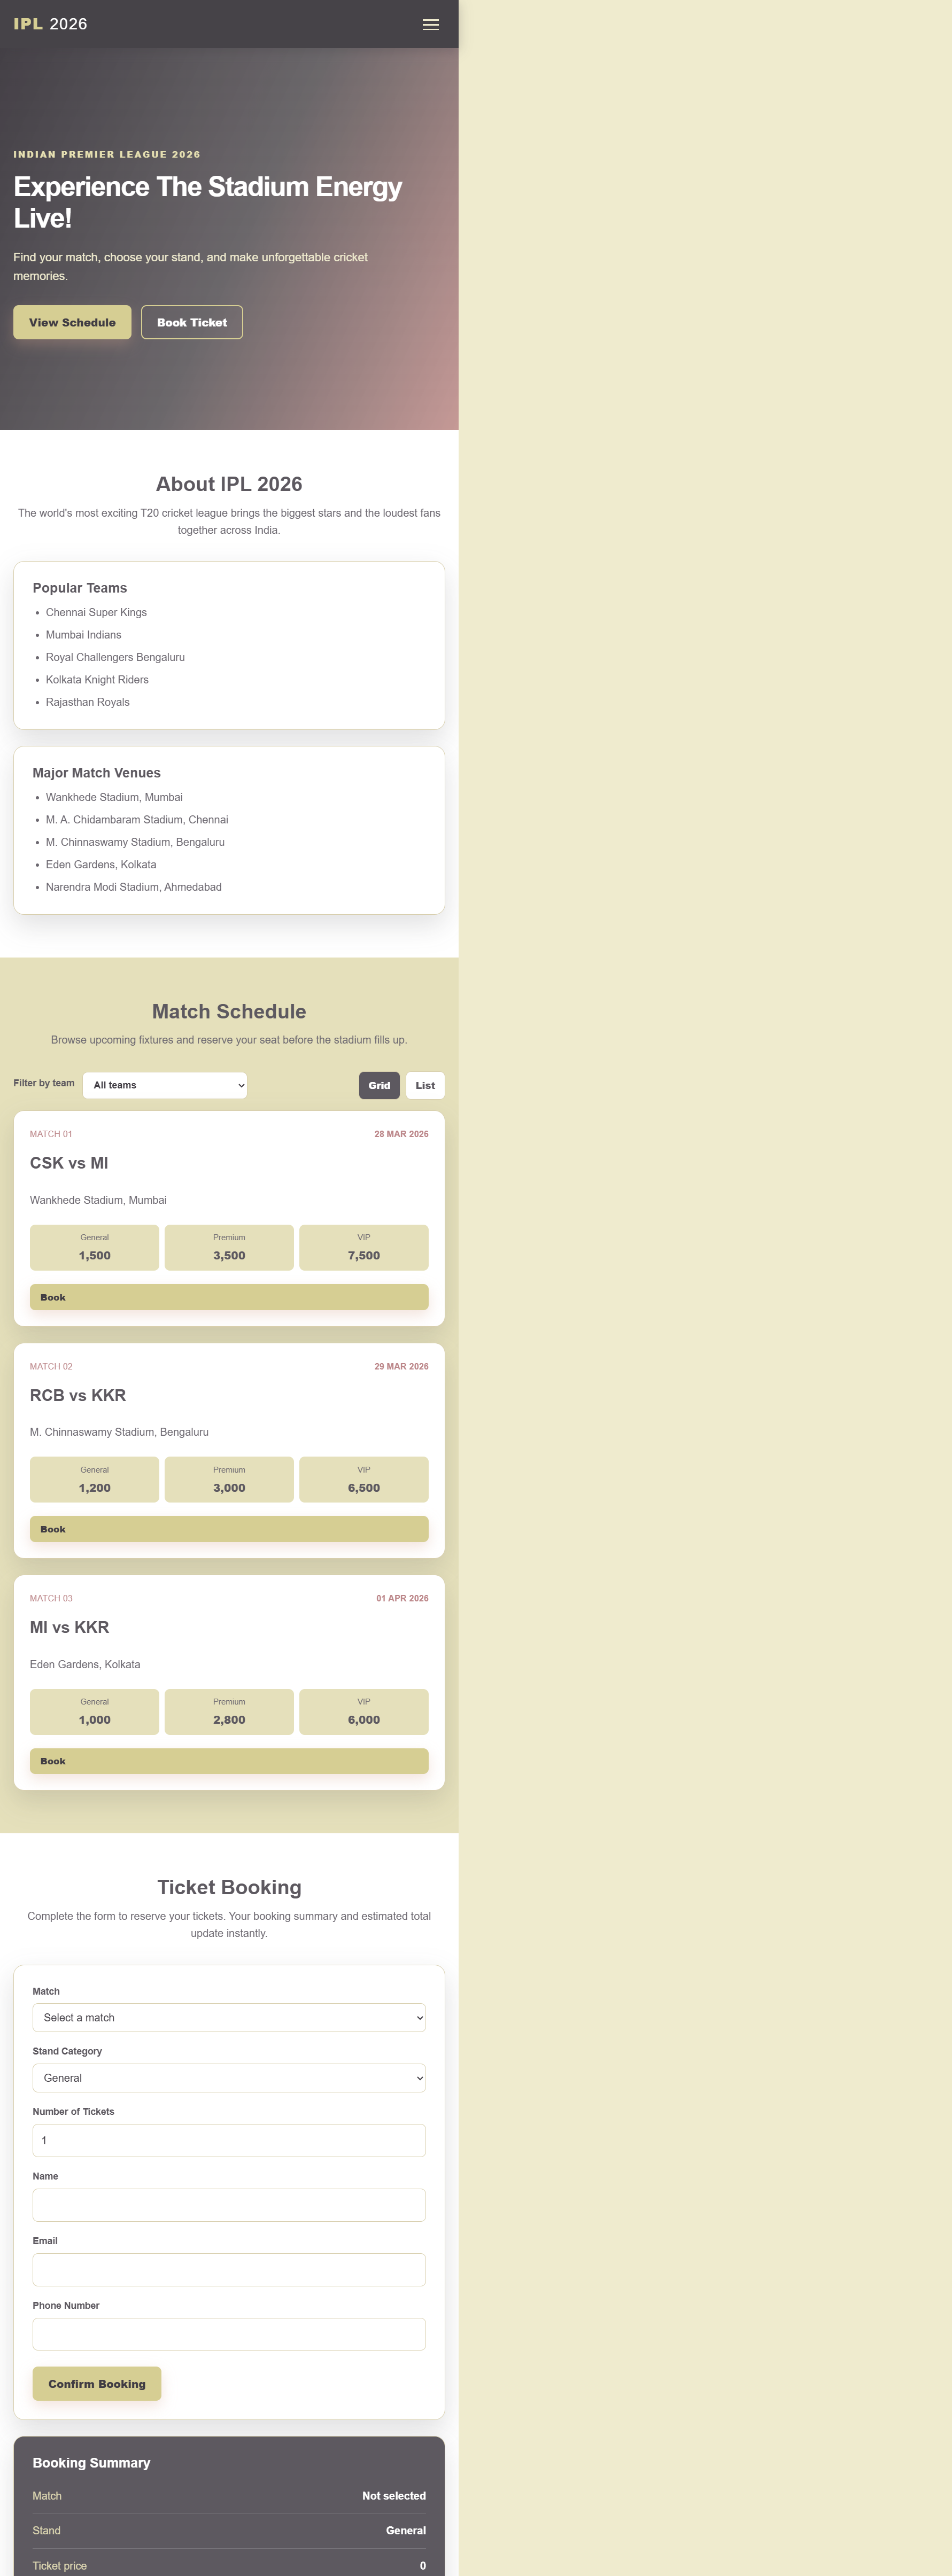 IPL 2026
INDIAN PREMIER LEAGUE 2026
Experience The Stadium Energy
Live!
Find your match, choose your stand, and make unforgettable cricket
memories.
View Schedule
Book Ticket
About IPL 2026
The world's most exciting T20 cricket league brings the biggest stars and the loudest fans
together across India.
Popular Teams
• Chennai Super Kings
• Mumbai Indians
• Royal Challengers Bengaluru
• Kolkata Knight Riders
• Rajasthan Royals
Major Match Venues
• Wankhede Stadium, Mumbai
• M. A. Chidambaram Stadium, Chennai
• M. Chinnaswamy Stadium, Bengaluru
• Eden Gardens, Kolkata
• Narendra Modi Stadium, Ahmedabad
Match Schedule
Browse upcoming fixtures and reserve your seat before the stadium fills up.
Filter by team All teams Grid List
MATCH 01 28 MAR 2026
CSK vs MI
Wankhede Stadium, Mumbai
General Premium VIP
1,500 3,500 7,500
Book
MATCH 02 29 MAR 2026
RCB vs KKR
M. Chinnaswamy Stadium, Bengaluru
General Premium VIP
1,200 3,000 6,500
Book
MATCH 03 01 APR 2026
MI vs KKR
Eden Gardens, Kolkata
General Premium VIP
1,000 2,800 6,000
Book
Ticket Booking
Complete the form to reserve your tickets. Your booking summary and estimated total
update instantly.
Match
Select a match
Stand Category
General
Number of Tickets
1
Name
Email
Phone Number
Confirm Booking
Booking Summary
Match Not selected
Stand General
Ticket price 0